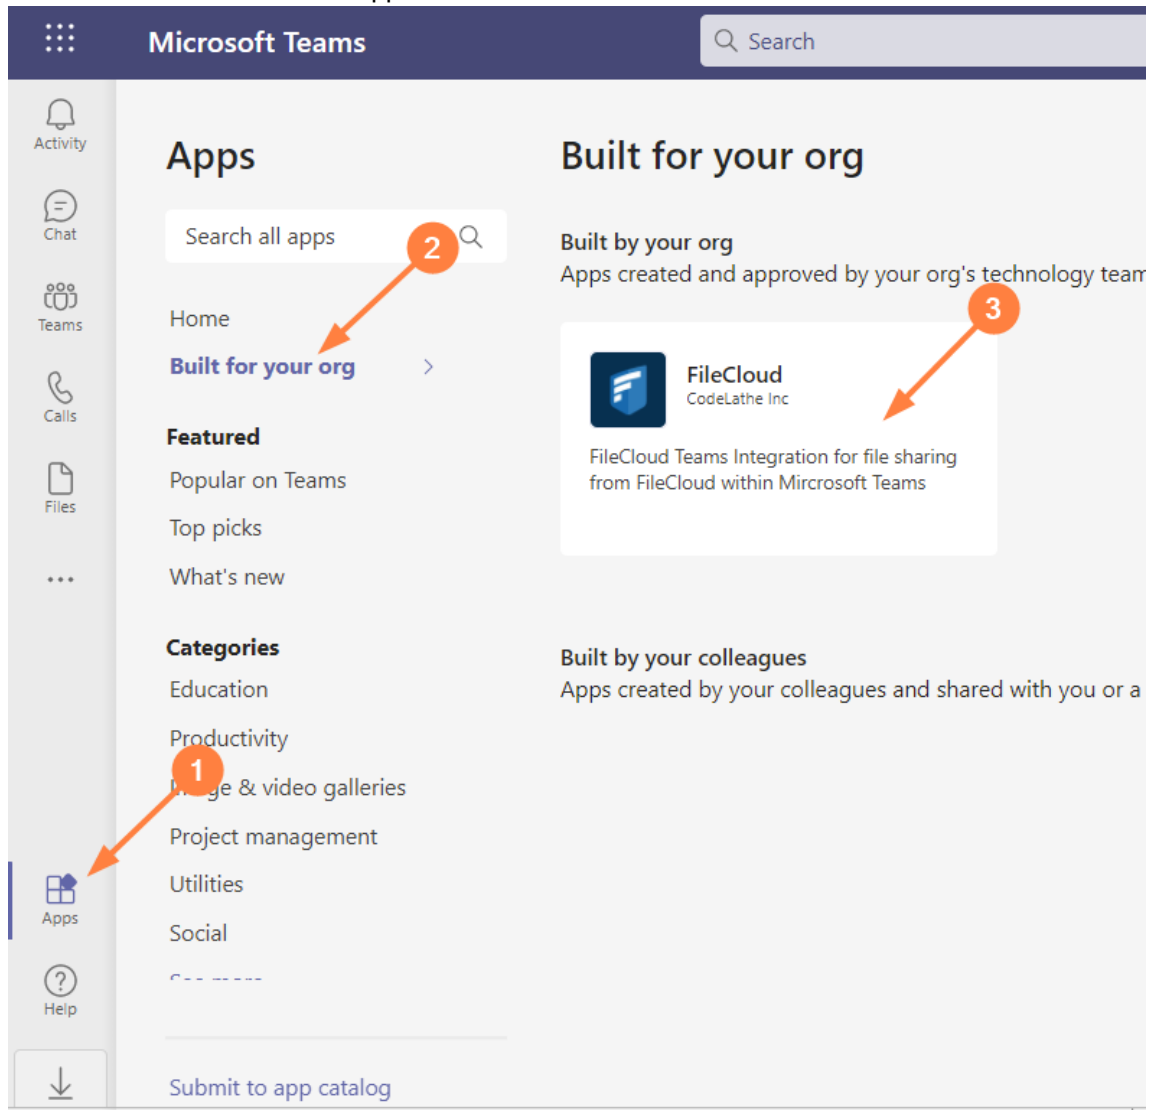 Microsoft Teams
Search
Activity
Chat
Teams
Calls
Files
Apps
Help
Apps
Search all apps
2
Home
Built for your org
Featured
Popular on Teams
Top picks
What's new
Categories
Education
Productivity
1
& video galleries
Project management
Utilities
Social
See more
Submit to app catalog
Built for your org
Built by your org
Apps created and approved by your org's technology team
3
FileCloud
CodeLathe Inc
FileCloud Teams Integration for file sharing
from FileCloud within Mircrosoft Teams
Built by your colleagues
Apps created by your colleagues and shared with you or a